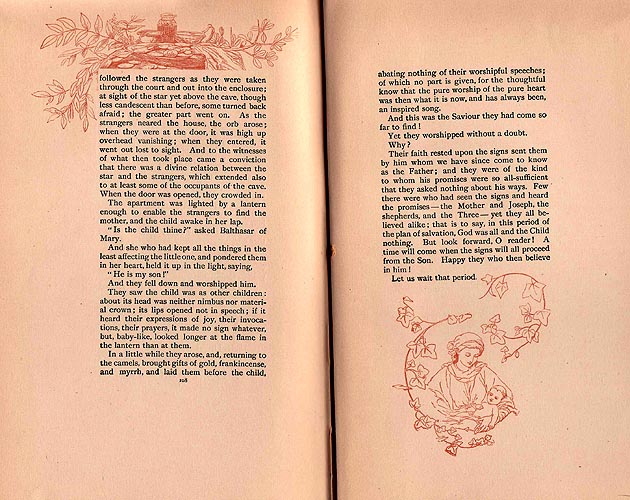 followed the strangers as they were taken
through the court and out into the enclosure;
at sight of the star yet above the cave, though
less candescent than before, some turned back
afraid; the greater part went on. As the
strangers neared the house, the orb arose;
when they were at the door, it was high up
overhead vanishing; when they entered, it
went out lost to sight. And to the witnesses
of what then took place came a conviction
that there was a divine relation between the
star and the strangers, which extended also
to at least some of the occupants of the cave.
When the door was opened, they crowded in.
The apartment was lighted by a lantern
enough to enable the strangers to find the
mother, and the child awake in her lap.
"Is the child thine?" asked Balthasar of
Mary.
And she who had kept all the things in the
least affecting the little one, and pondered them
in her heart, held it up in the light, saying,
"He is my son!"
And they fell down and worshipped him.
They saw the child was as other children:
about its head was neither nimbus nor materi-
al crown; its lips opened not in speech; if it
heard their expressions of joy, their invoca-
tions, their prayers, it made no sign whatever,
but, baby-like, looked longer at the flame in
the lantern than at them.
In a little while they arose, and, returning to
the camels, brought gifts of gold, frankincense,
and myrrh, and laid them before the child,
108
abating nothing of their worshipful speeches;
of which no part is given, for the thoughtful
know that the pure worship of the pure heart
was then what it is now, and has always been,
an inspired song.
And this was the Saviour they had come so
far to find!
Yet they worshipped without a doubt.
Why?
Their faith rested upon the signs sent them
by him whom we have since come to know
as the Father; and they were of the kind
to whom his promises were so all-sufficient
that they asked nothing about his ways. Few
there were who had seen the signs and heard
the promises—the Mother and Joseph, the
shepherds, and the Three—yet they all be-
lieved alike; that is to say, in this period of
the plan of salvation, God was all and the Child
nothing. But look forward, O reader! A
time will come when the signs will all proceed
from the Son. Happy they who then believe
in him!
Let us wait that period.